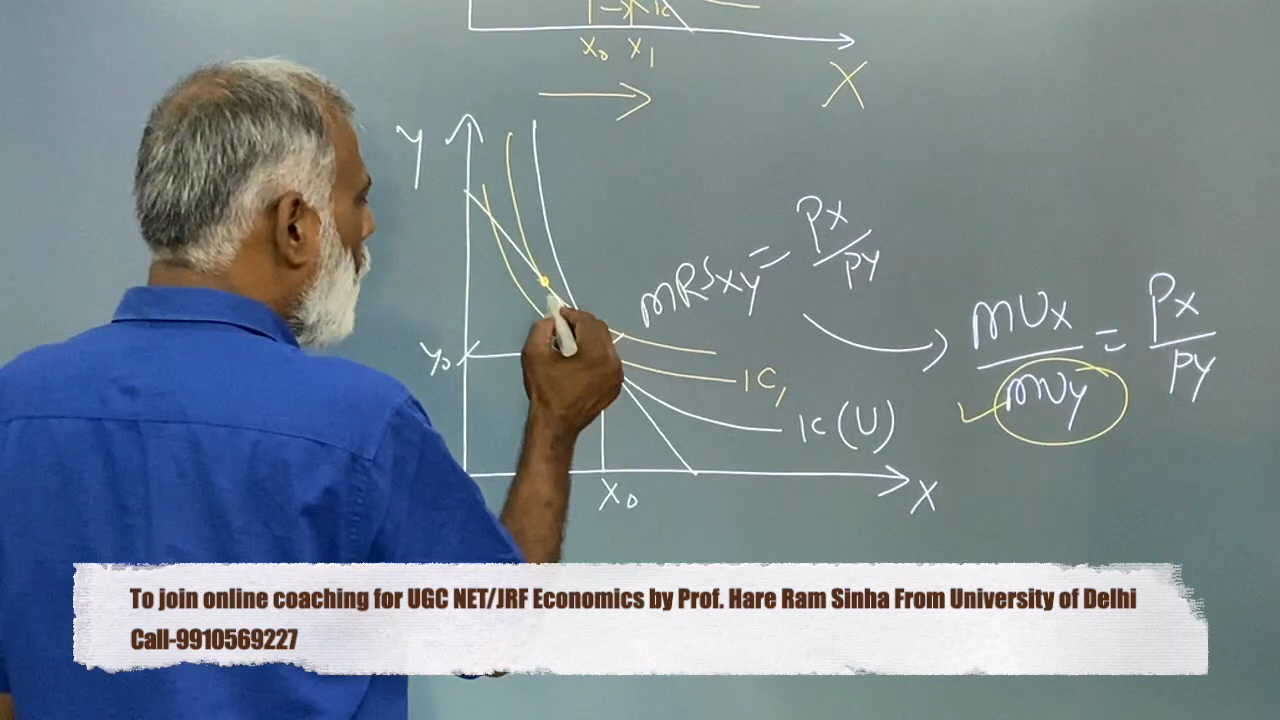 IC
X₀ X₁
X
Y
MRSxy = Px/Py
MUx/MUy = Px/Py
Y₀
IC₁
IC(U)
X₀
X
To join online coaching for UGC NET/JRF Economics by Prof. Hare Ram Sinha From University of Delhi
Call-9910569227